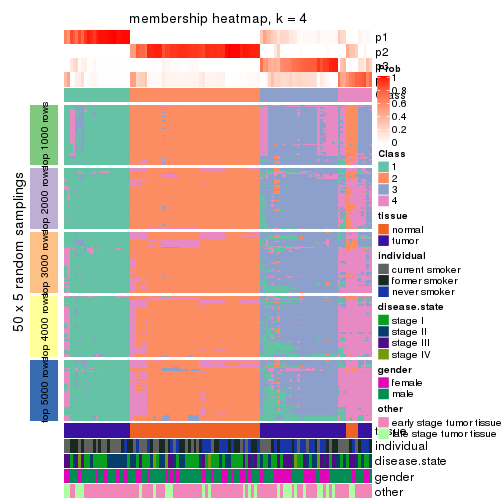 membership heatmap, k = 4
p1
p2
p3
Prob
1
0.8
0.6
0.4
0.2
0
Class
1
2
3
4
tissue
normal
tumor
individual
current smoker
former smoker
never smoker
disease.state
stage I
stage II
stage III
stage IV
gender
female
male
other
early stage tumor tissue
late stage tumor tissue
50 x 5 random samplings
top 1000 rows
top 2000 rows
top 3000 rows
top 4000 rows
top 5000 rows
tissue
individual
disease.state
gender
other